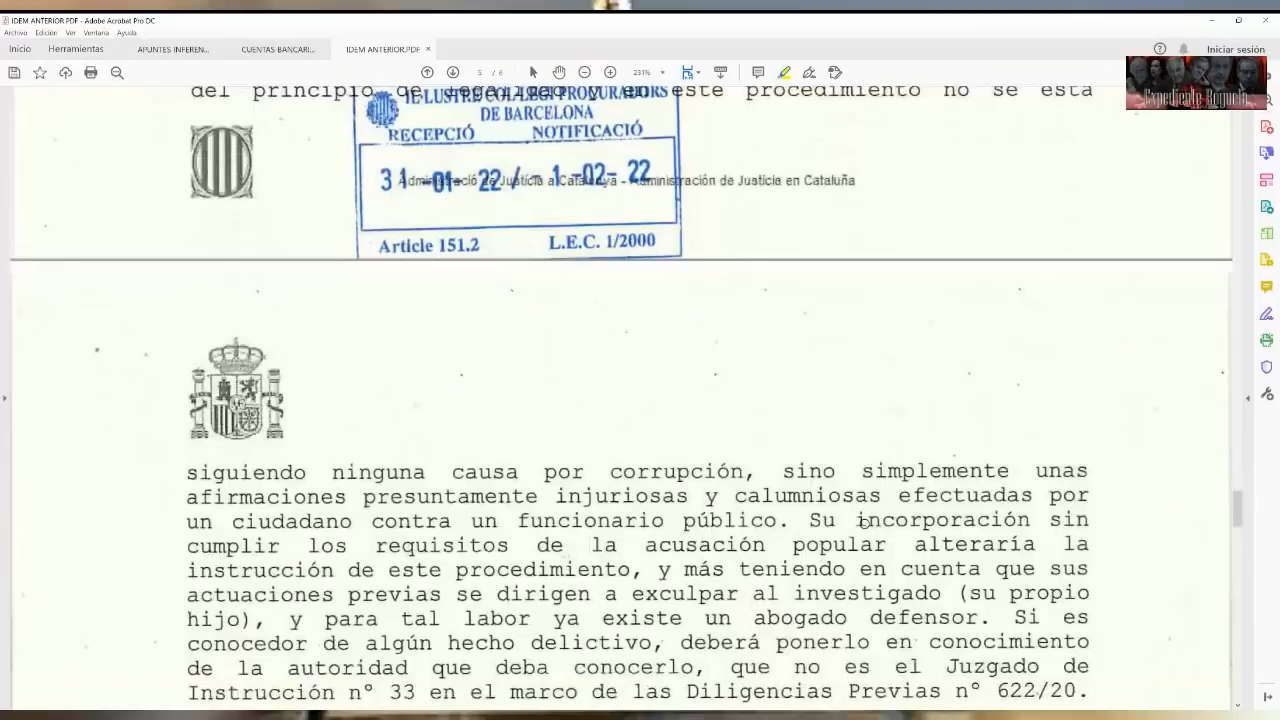 IDEM ANTERIOR.PDF - Adobe Acrobat Pro DC
Archivo Edición Ver Ventana Ayuda
Inicio Herramientas APUNTES INFEREN... CUENTAS BANCARI... IDEM ANTERIOR.PDF × Iniciar sesión
5 / 6 231%
Expediente Royuela
del principio de legalidad y en este procedimiento no se está
IL·LUSTRE COL·LEGI PROCURADORS
DE BARCELONA
RECEPCIÓ NOTIFICACIÓ
31 -01- 22 / - 1 -02- 22
Administració de Justícia a Catalunya - Administración de Justicia en Cataluña
Article 151.2 L.E.C. 1/2000
siguiendo ninguna causa por corrupción, sino simplemente unas
afirmaciones presuntamente injuriosas y calumniosas efectuadas por
un ciudadano contra un funcionario público. Su incorporación sin
cumplir los requisitos de la acusación popular alteraría la
instrucción de este procedimiento, y más teniendo en cuenta que sus
actuaciones previas se dirigen a exculpar al investigado (su propio
hijo), y para tal labor ya existe un abogado defensor. Si es
conocedor de algún hecho delictivo, deberá ponerlo en conocimiento
de la autoridad que deba conocerlo, que no es el Juzgado de
Instrucción nº 33 en el marco de las Diligencias Previas nº 622/20.